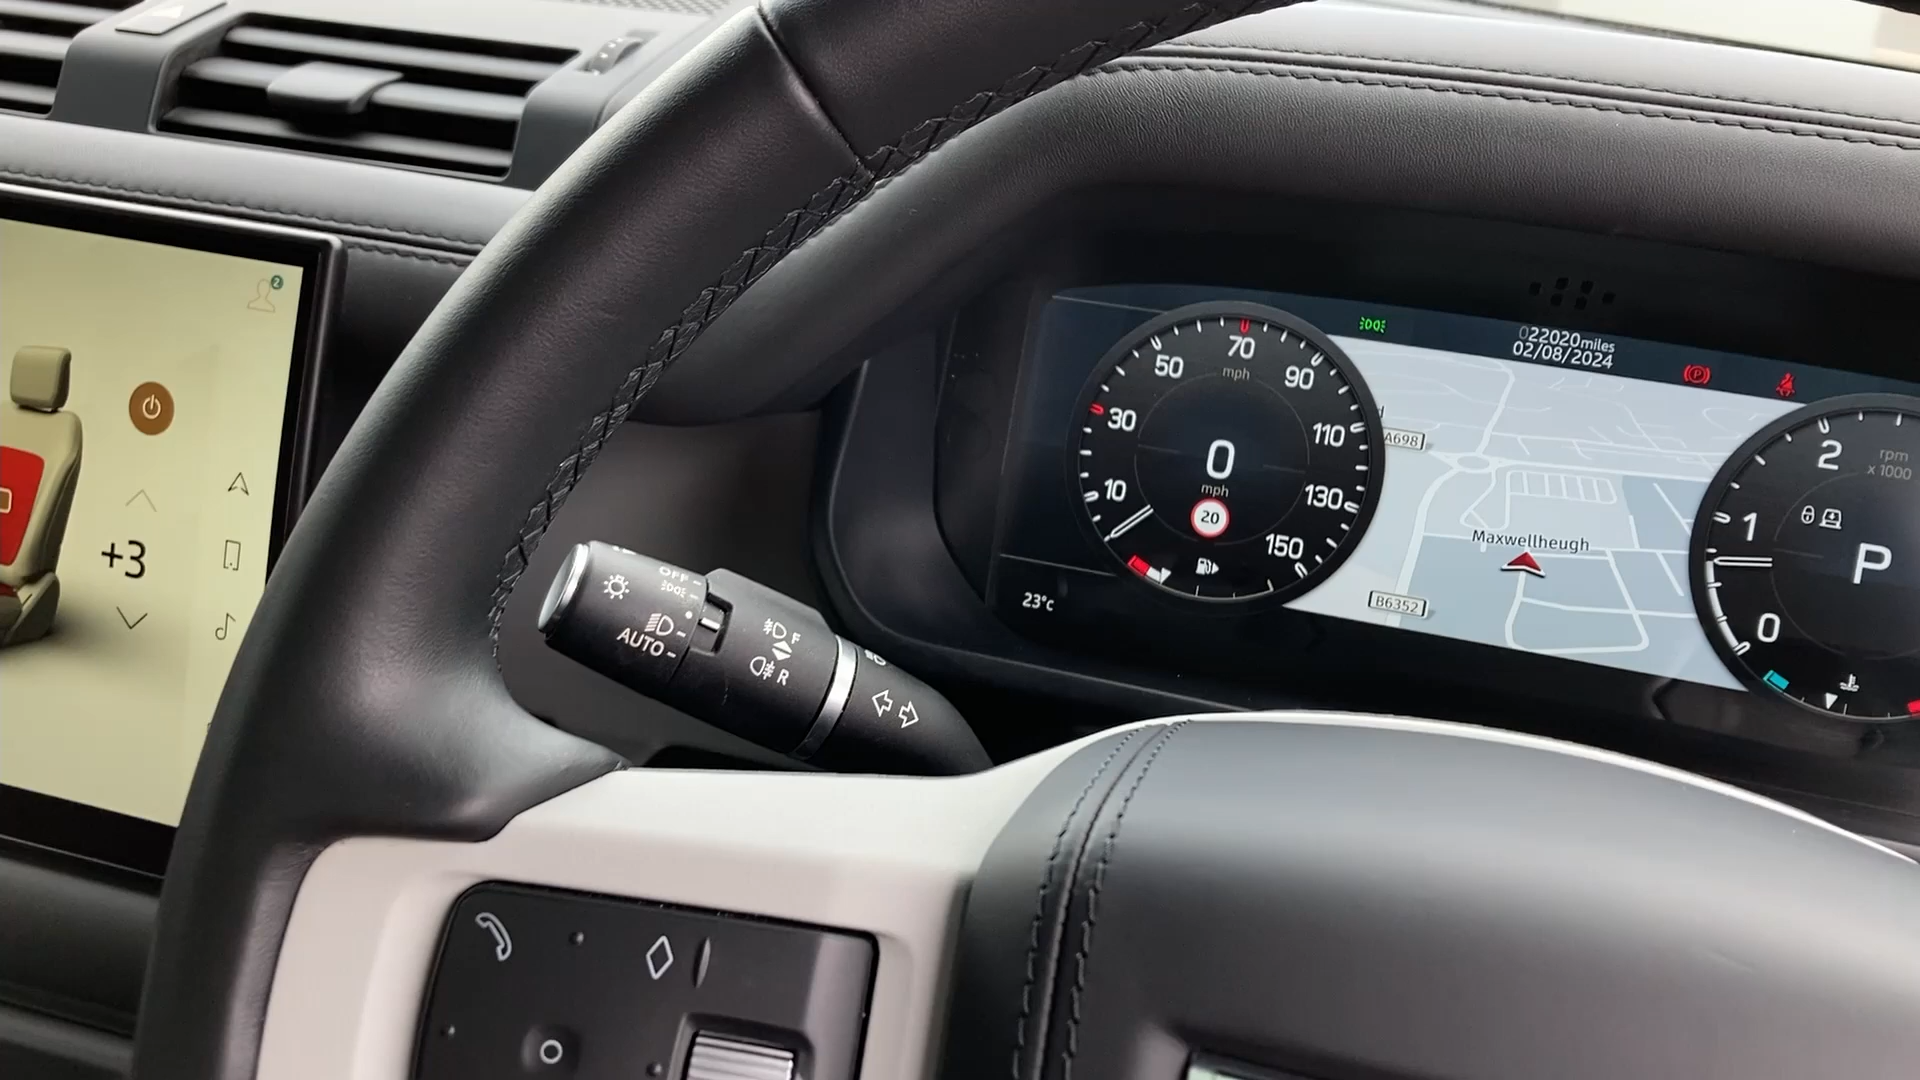 2
+3
OFF
AUTO
F
R
10
30
50
70
mph
90
110
130
150
0
mph
20
23°c
022020miles
02/08/2024
A698
Maxwellheugh
B6352
2
1
0
rpm
x 1000
P